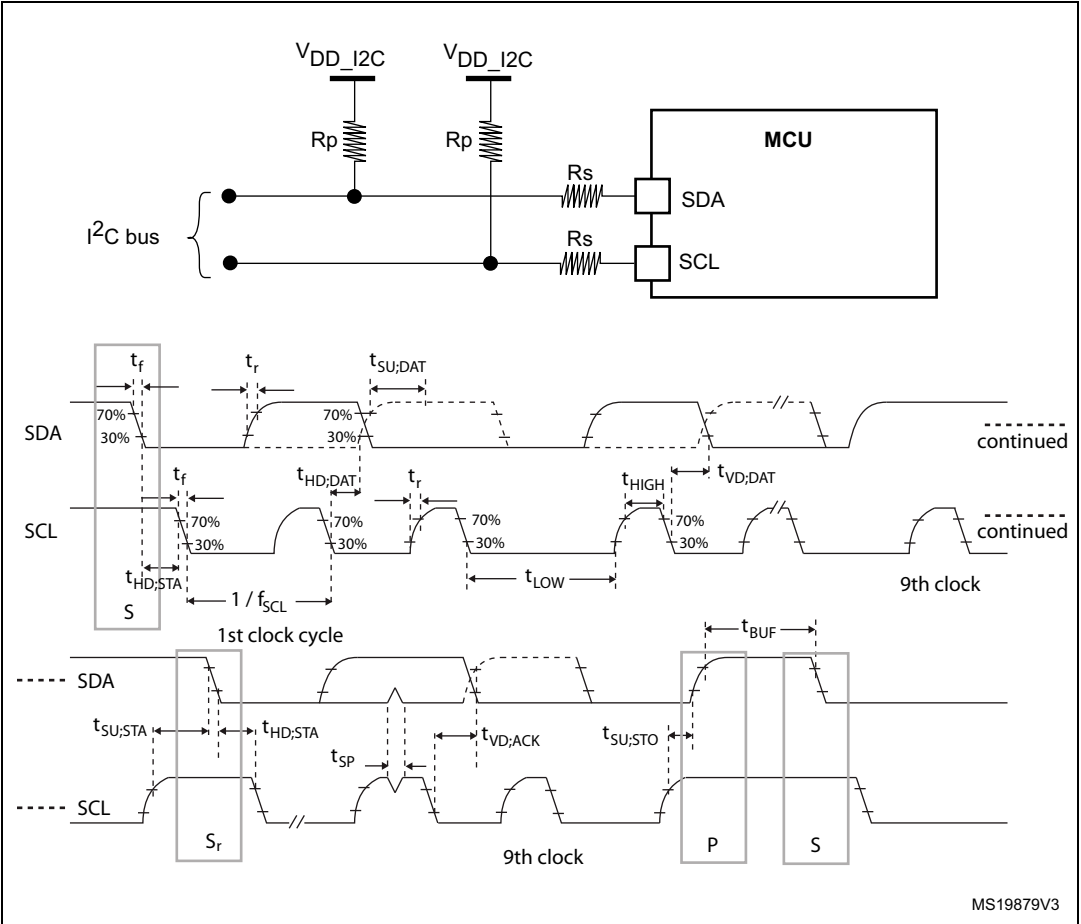 VDD_I2C VDD_I2C
Rp Rp
MCU
Rs
SDA
I2C bus
Rs
SCL
tf tr tSU;DAT
70% 70%
SDA
30% 30%
continued
tf tHD;DAT tr tHIGH tVD;DAT
70% 70% 70% 70%
SCL
30% 30% 30% 30%
continued
tHD;STA tLOW
9th clock
S 1 / fSCL
1st clock cycle
tBUF
SDA
tSU;STA tHD;STA tVD;ACK tSU;STO
tSP
SCL
Sr P S
9th clock
MS19879V3